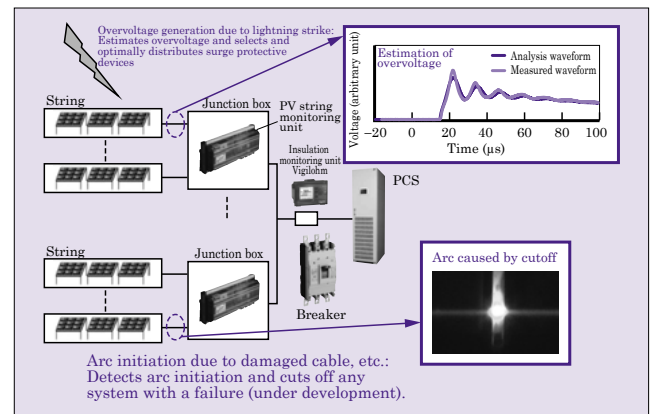 Overvoltage generation due to lightning strike:
Estimates overvoltage and selects and
optimally distributes surge protective
devices
Estimation of
overvoltage
Analysis waveform
Measured waveform
Voltage (arbitrary unit)
−20 0 20 40 60 80 100
Time (µs)
String
Junction box
PV string
monitoring
unit
Insulation
monitoring unit
Vigilohm
PCS
String
Junction box
Breaker
Arc caused by cutoff
Arc initiation due to damaged cable, etc.:
Detects arc initiation and cuts off any
system with a failure (under development).